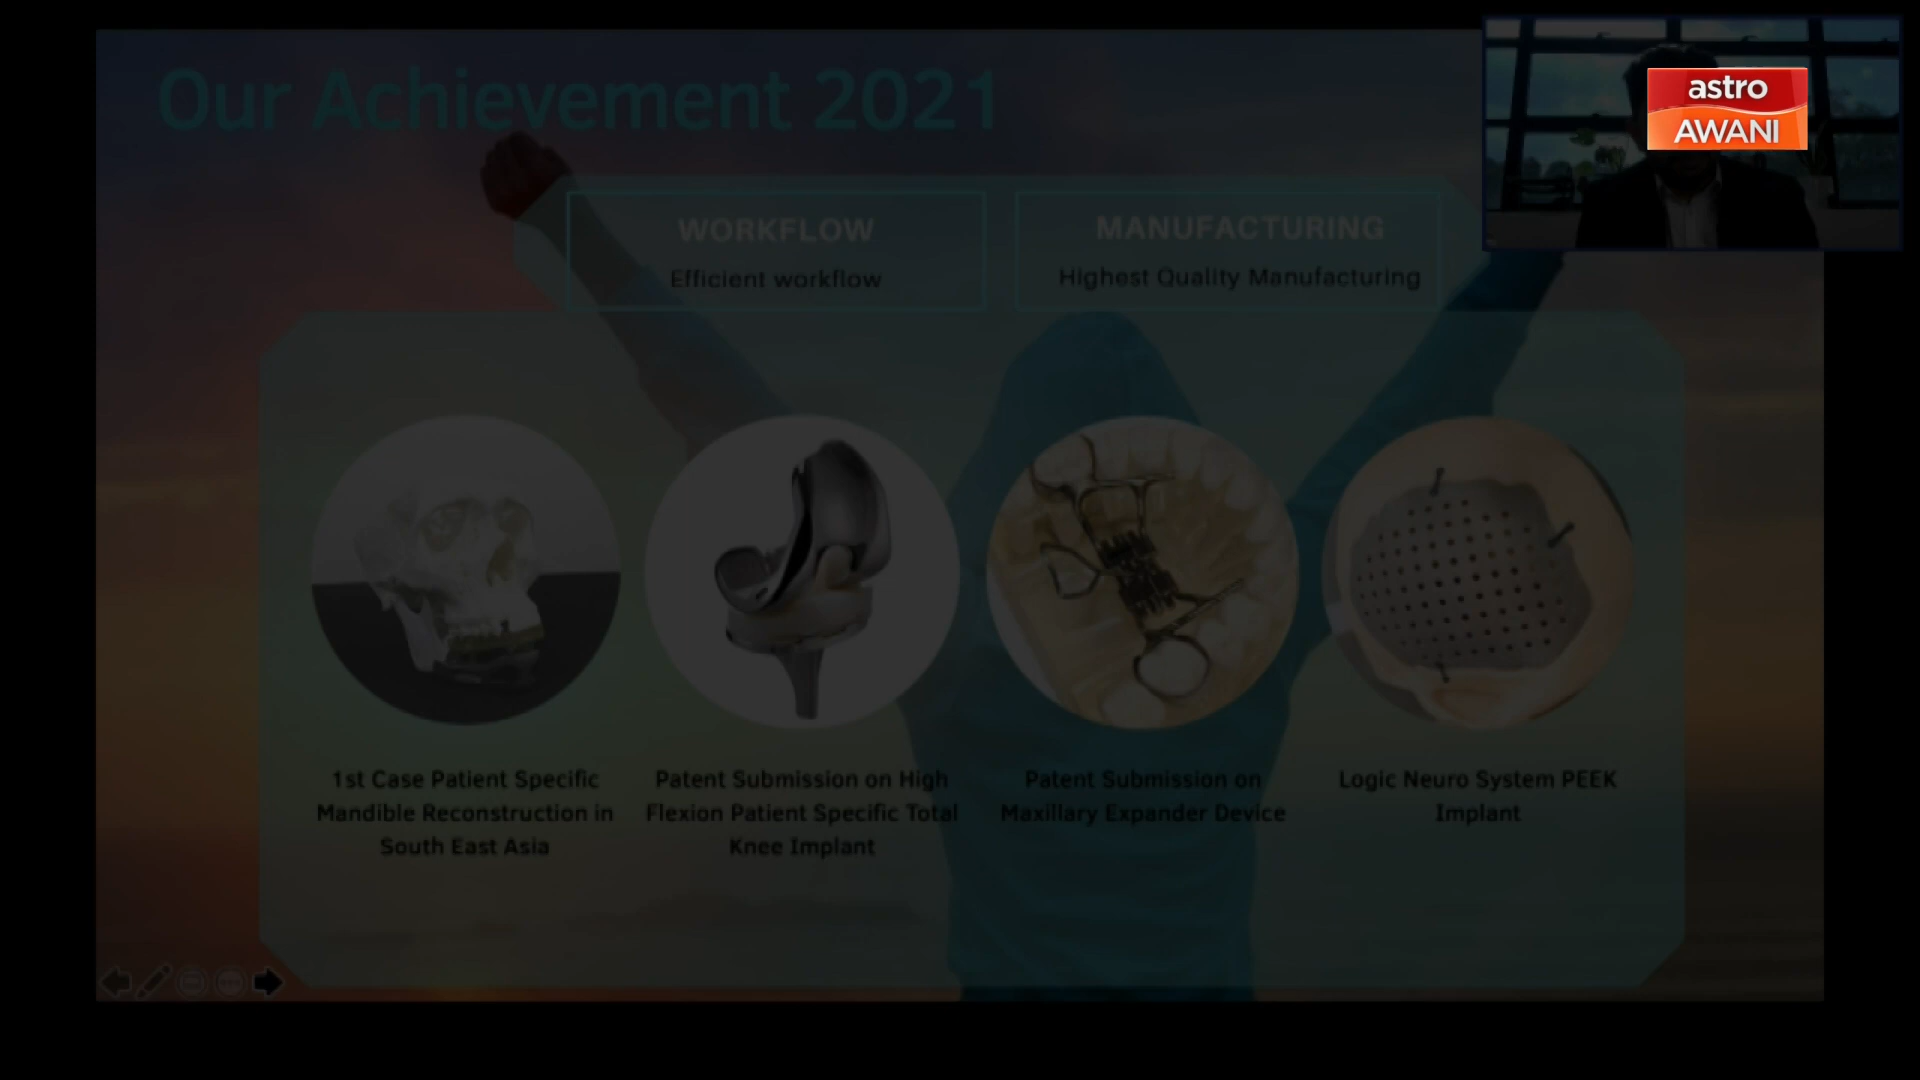 Our Achievement 2021
astro
AWANI
WORKFLOW
Efficient workflow
MANUFACTURING
Highest Quality Manufacturing
1st Case Patient Specific
Mandible Reconstruction in
South East Asia
Patent Submission on High
Flexion Patient Specific Total
Knee Implant
Patent Submission on
Maxillary Expander Device
Logic Neuro System PEEK
Implant